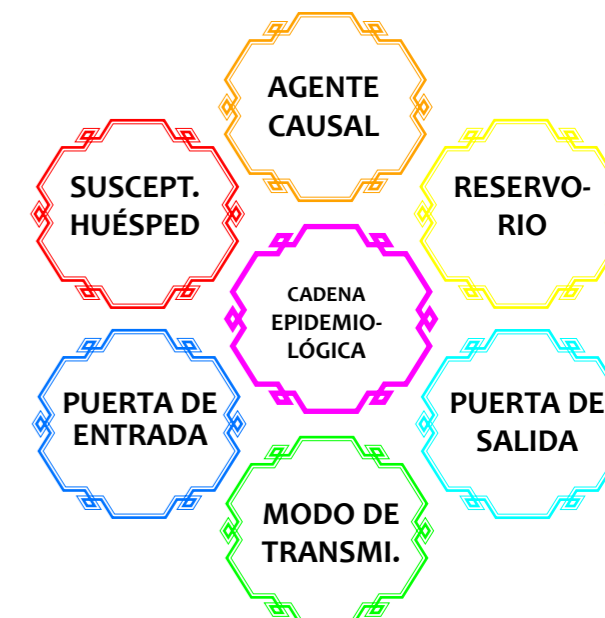 AGENTE
CAUSAL
SUSCEPT.
HUÉSPED
RESERVO-
RIO
CADENA
EPIDEMIO-
LÓGICA
PUERTA DE
ENTRADA
PUERTA DE
SALIDA
MODO DE
TRANSMI.